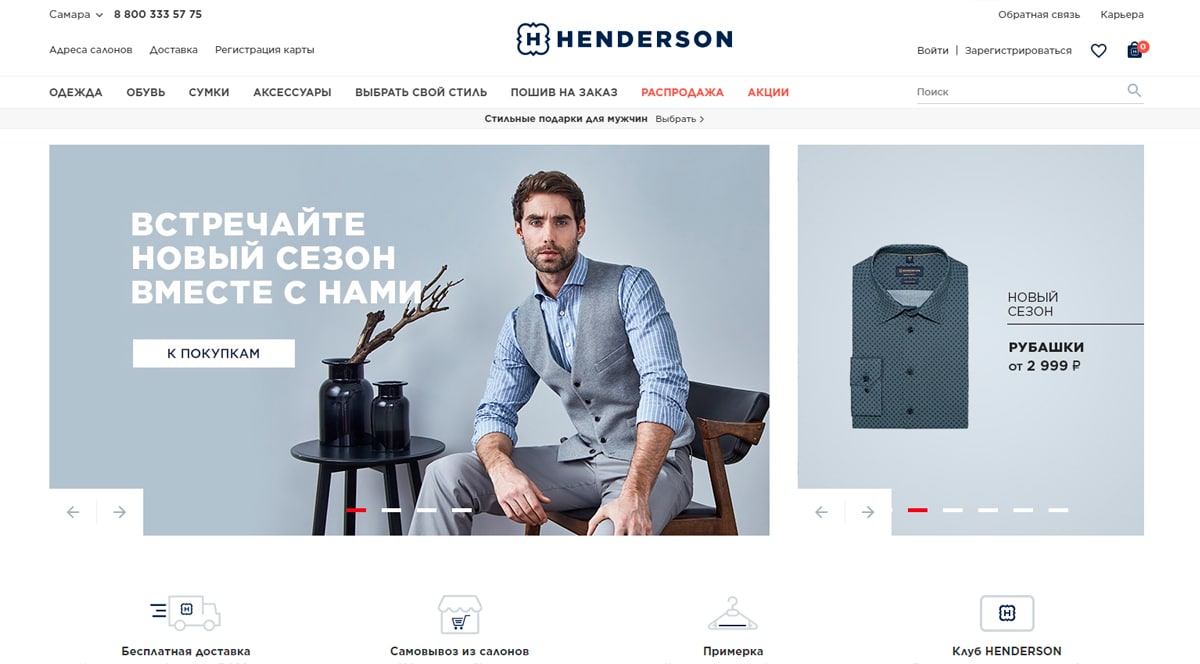 Самара
8 800 333 57 75
Обратная связь
Карьера
Адреса салонов
Доставка
Регистрация карты
HENDERSON
Войти | Зарегистрироваться
0
ОДЕЖДА
ОБУВЬ
СУМКИ
АКСЕССУАРЫ
ВЫБРАТЬ СВОЙ СТИЛЬ
ПОШИВ НА ЗАКАЗ
РАСПРОДАЖА
АКЦИИ
Поиск
Стильные подарки для мужчин Выбрать
ВСТРЕЧАЙТЕ
НОВЫЙ СЕЗОН
ВМЕСТЕ С НАМИ
К ПОКУПКАМ
HENDERSON
НОВЫЙ
СЕЗОН
РУБАШКИ
от 2 999 ₽
Бесплатная доставка
Самовывоз из салонов
Примерка
Клуб HENDERSON